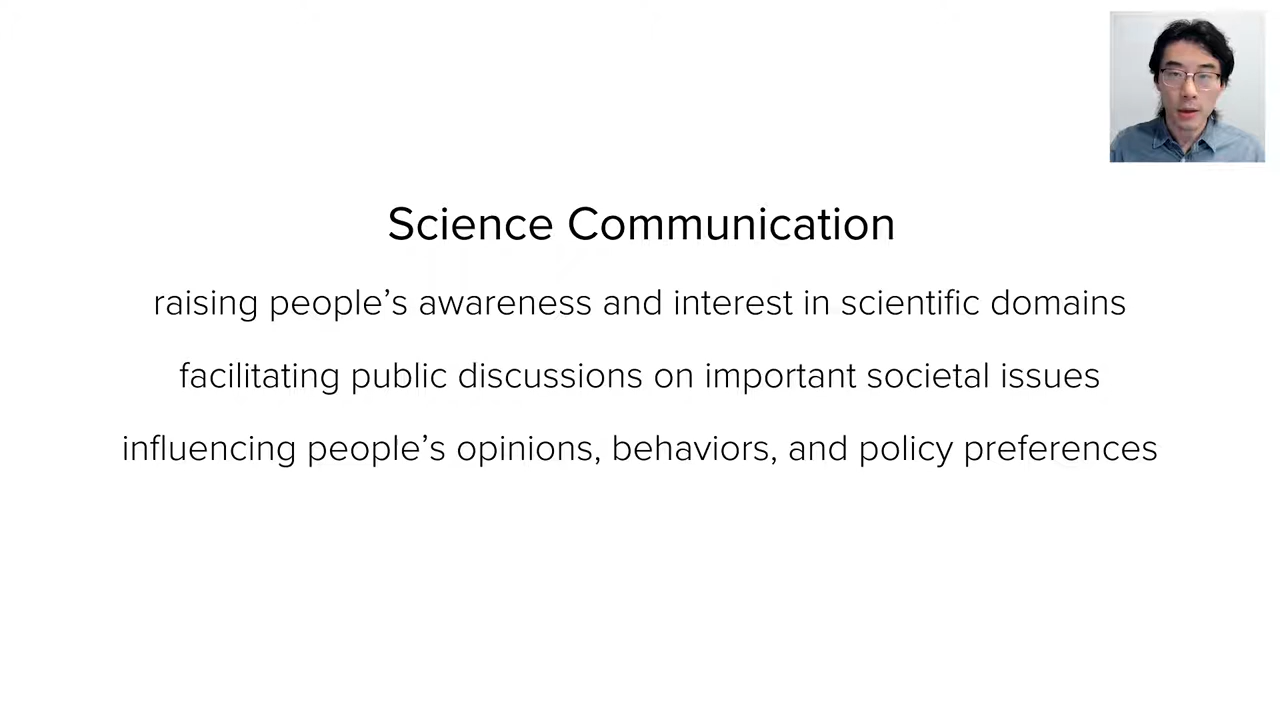 Science Communication
raising people’s awareness and interest in scientific domains
facilitating public discussions on important societal issues
influencing people’s opinions, behaviors, and policy preferences